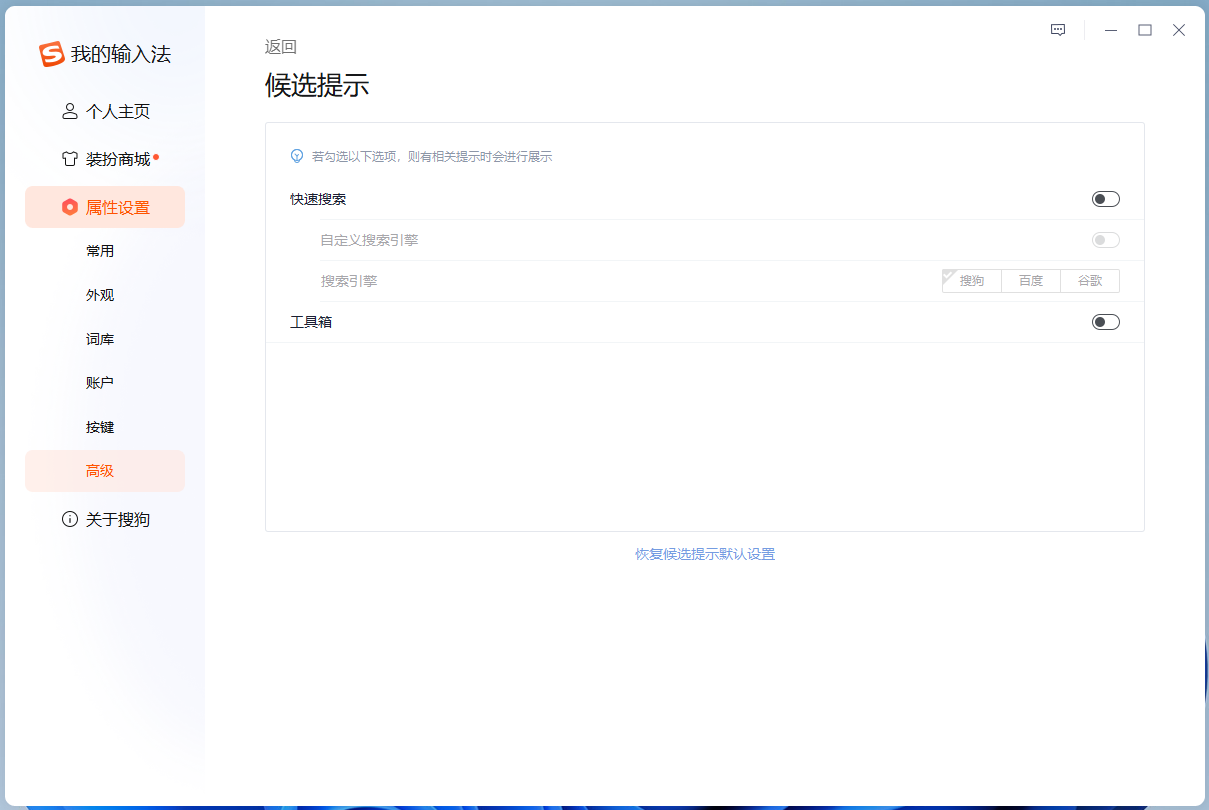 我的输入法
个人主页
装扮商城
属性设置
常用
外观
词库
账户
按键
高级
关于搜狗
返回
候选提示
若勾选以下选项，则有相关提示时会进行展示
快速搜索
自定义搜索引擎
搜索引擎 搜狗 百度 谷歌
工具箱
恢复候选提示默认设置